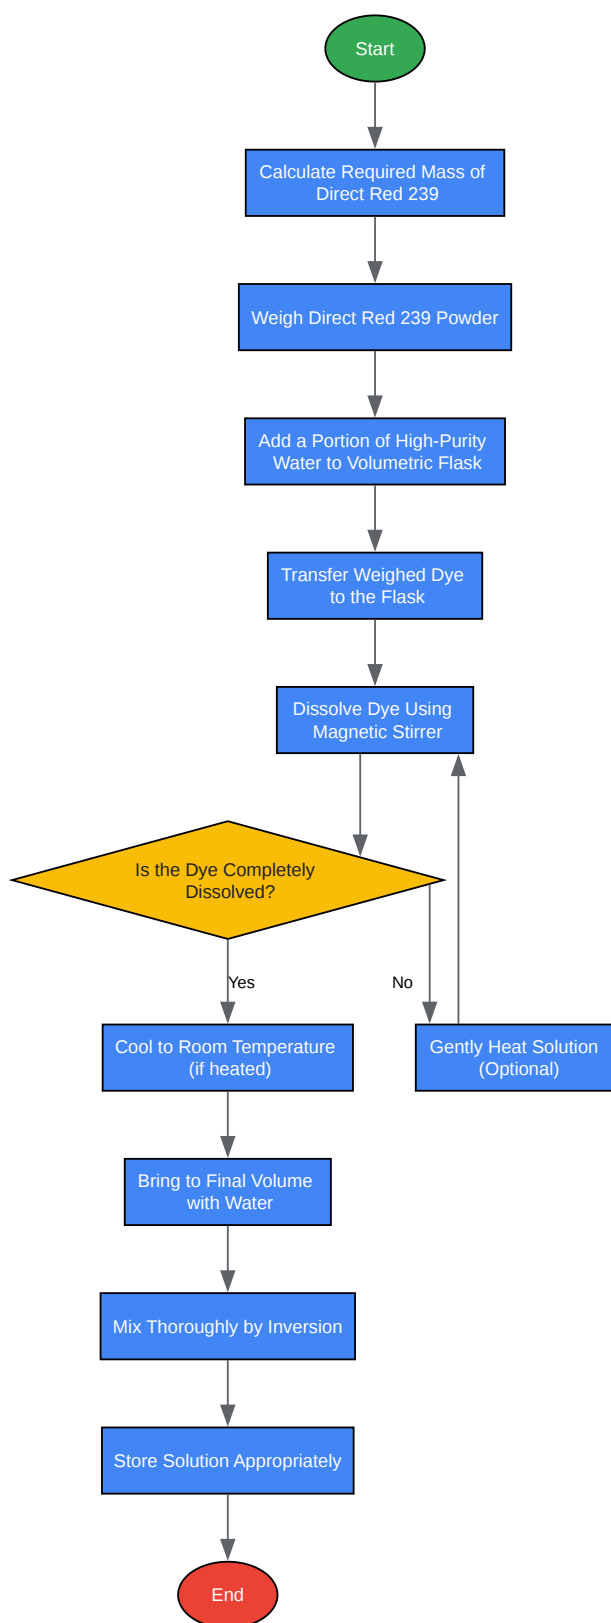 Start
Calculate Required Mass of
Direct Red 239
Weigh Direct Red 239 Powder
Add a Portion of High-Purity
Water to Volumetric Flask
Transfer Weighed Dye
to the Flask
Dissolve Dye Using
Magnetic Stirrer
Is the Dye Completely
Dissolved?
Yes
No
Cool to Room Temperature
(if heated)
Gently Heat Solution
(Optional)
Bring to Final Volume
with Water
Mix Thoroughly by Inversion
Store Solution Appropriately
End